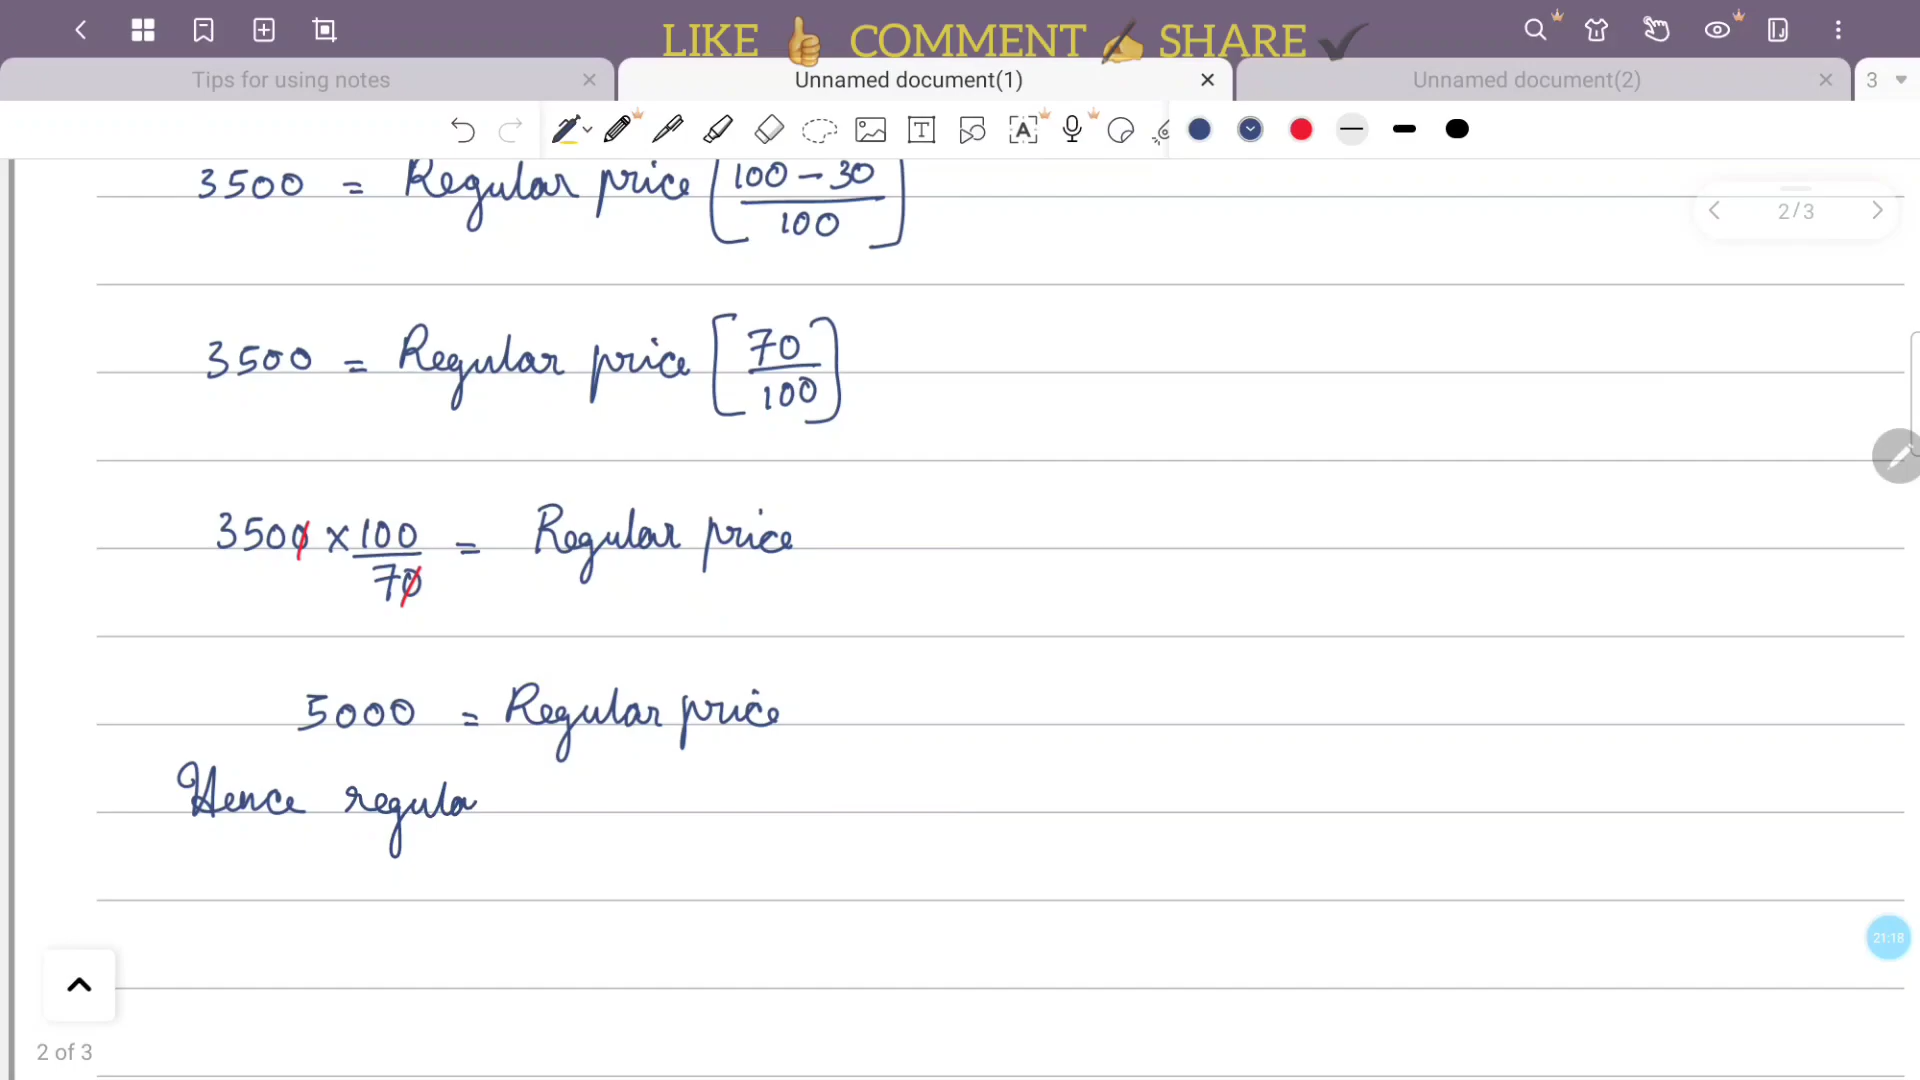 LIKE 👍 COMMENT ✍ SHARE ✔
Tips for using notes
Unnamed document(1)
Unnamed document(2)
3
3500 = Regular price [100 - 30 / 100]
2/3
3500 = Regular price [70 / 100]
3500 × 100 / 70 = Regular price
5000 = Regular price
Hence regula
21:18
2 of 3